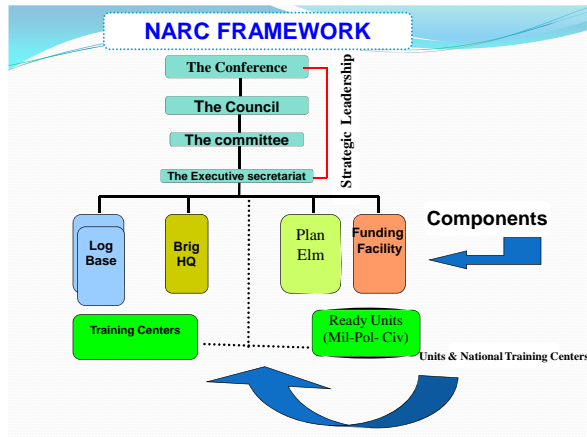 NARC FRAMEWORK
The Conference
The Council
The committee
The Executive secretariat
Strategic Leadership
Log
Base
Brig
HQ
Plan
Elm
Funding
Facility
Components
Training Centers
Ready Units
(Mil-Pol- Civ)
Units & National Training Centers